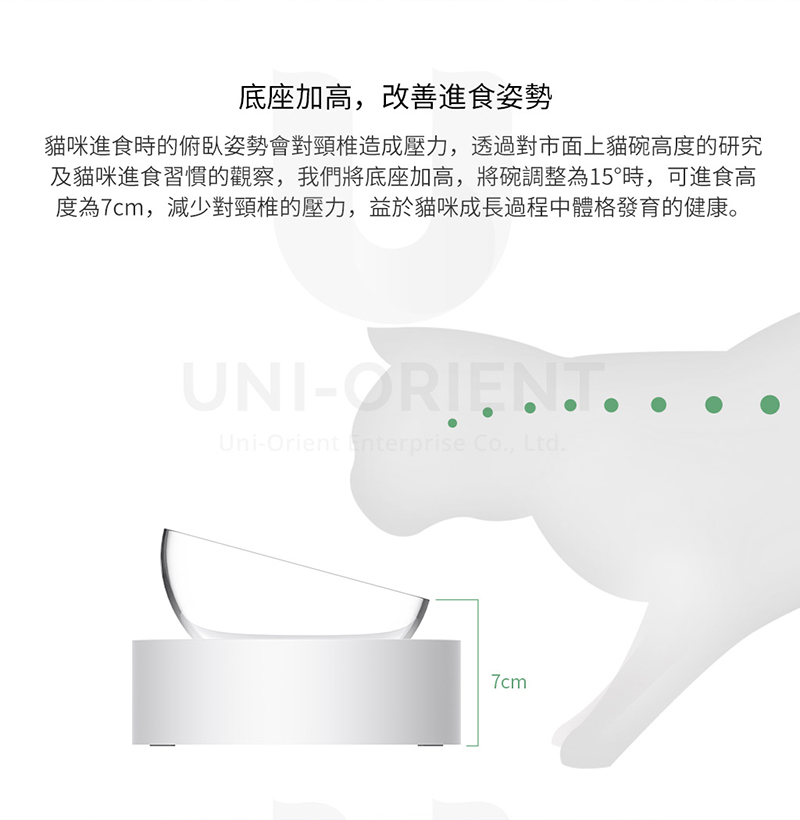 底座加高，改善進食姿勢
貓咪進食時的俯臥姿勢會對頸椎造成壓力，透過對市面上貓碗高度的研究
及貓咪進食習慣的觀察，我們將底座加高，將碗調整為15°時，可進食高
度為7cm，減少對頸椎的壓力，益於貓咪成長過程中體格發育的健康。
UNI-ORIENT
Uni-Orient Enterprise Co., Ltd.
7cm